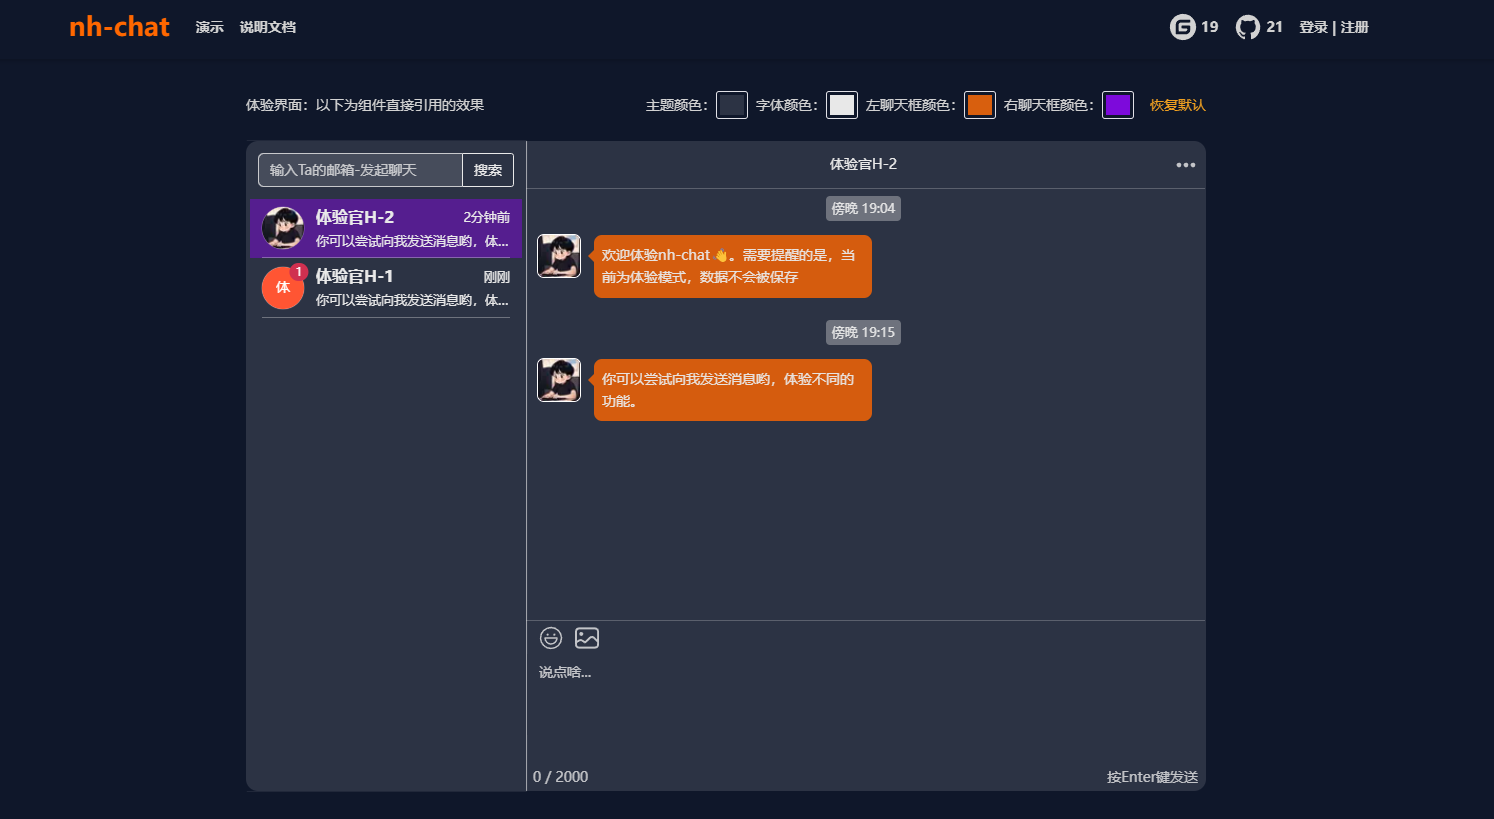 nh-chat 演示 说明文档 19 21 登录 | 注册
体验界面：以下为组件直接引用的效果 主题颜色： 字体颜色： 左聊天框颜色： 右聊天框颜色： 恢复默认
输入Ta的邮箱-发起聊天 搜索
体验官H-2 2分钟前
你可以尝试向我发送消息哟，体...
1
体 体验官H-1 刚刚
你可以尝试向我发送消息哟，体...
体验官H-2
傍晚 19:04
欢迎体验nh-chat 👋。需要提醒的是，当
前为体验模式，数据不会被保存
傍晚 19:15
你可以尝试向我发送消息哟，体验不同的
功能。
说点啥...
0 / 2000 按Enter键发送